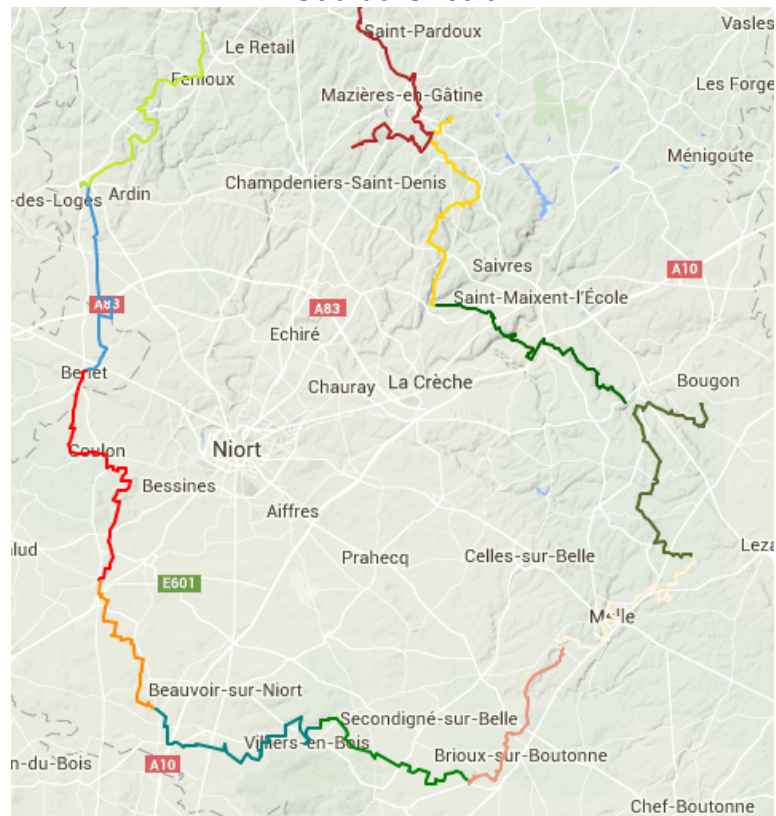 Saint-Pardoux
Vasles
Le Retail
Fenioux
Les Forge
Mazières-en-Gâtine
Ménigoute
Champdeniers-Saint-Denis
-des-Loges
Ardin
Saivres
A10
A83
A83
Saint-Maixent-l'École
Echiré
Benet
Chauray
La Crèche
Bougon
Coulon
Niort
Bessines
Aiffres
alud
Prahecq
Celles-sur-Belle
Leza
E601
Melle
Beauvoir-sur-Niort
Secondigné-sur-Belle
Villiers-en-Bois
Brioux-sur-Boutonne
n-du-Bois
A10
Chef-Boutonne